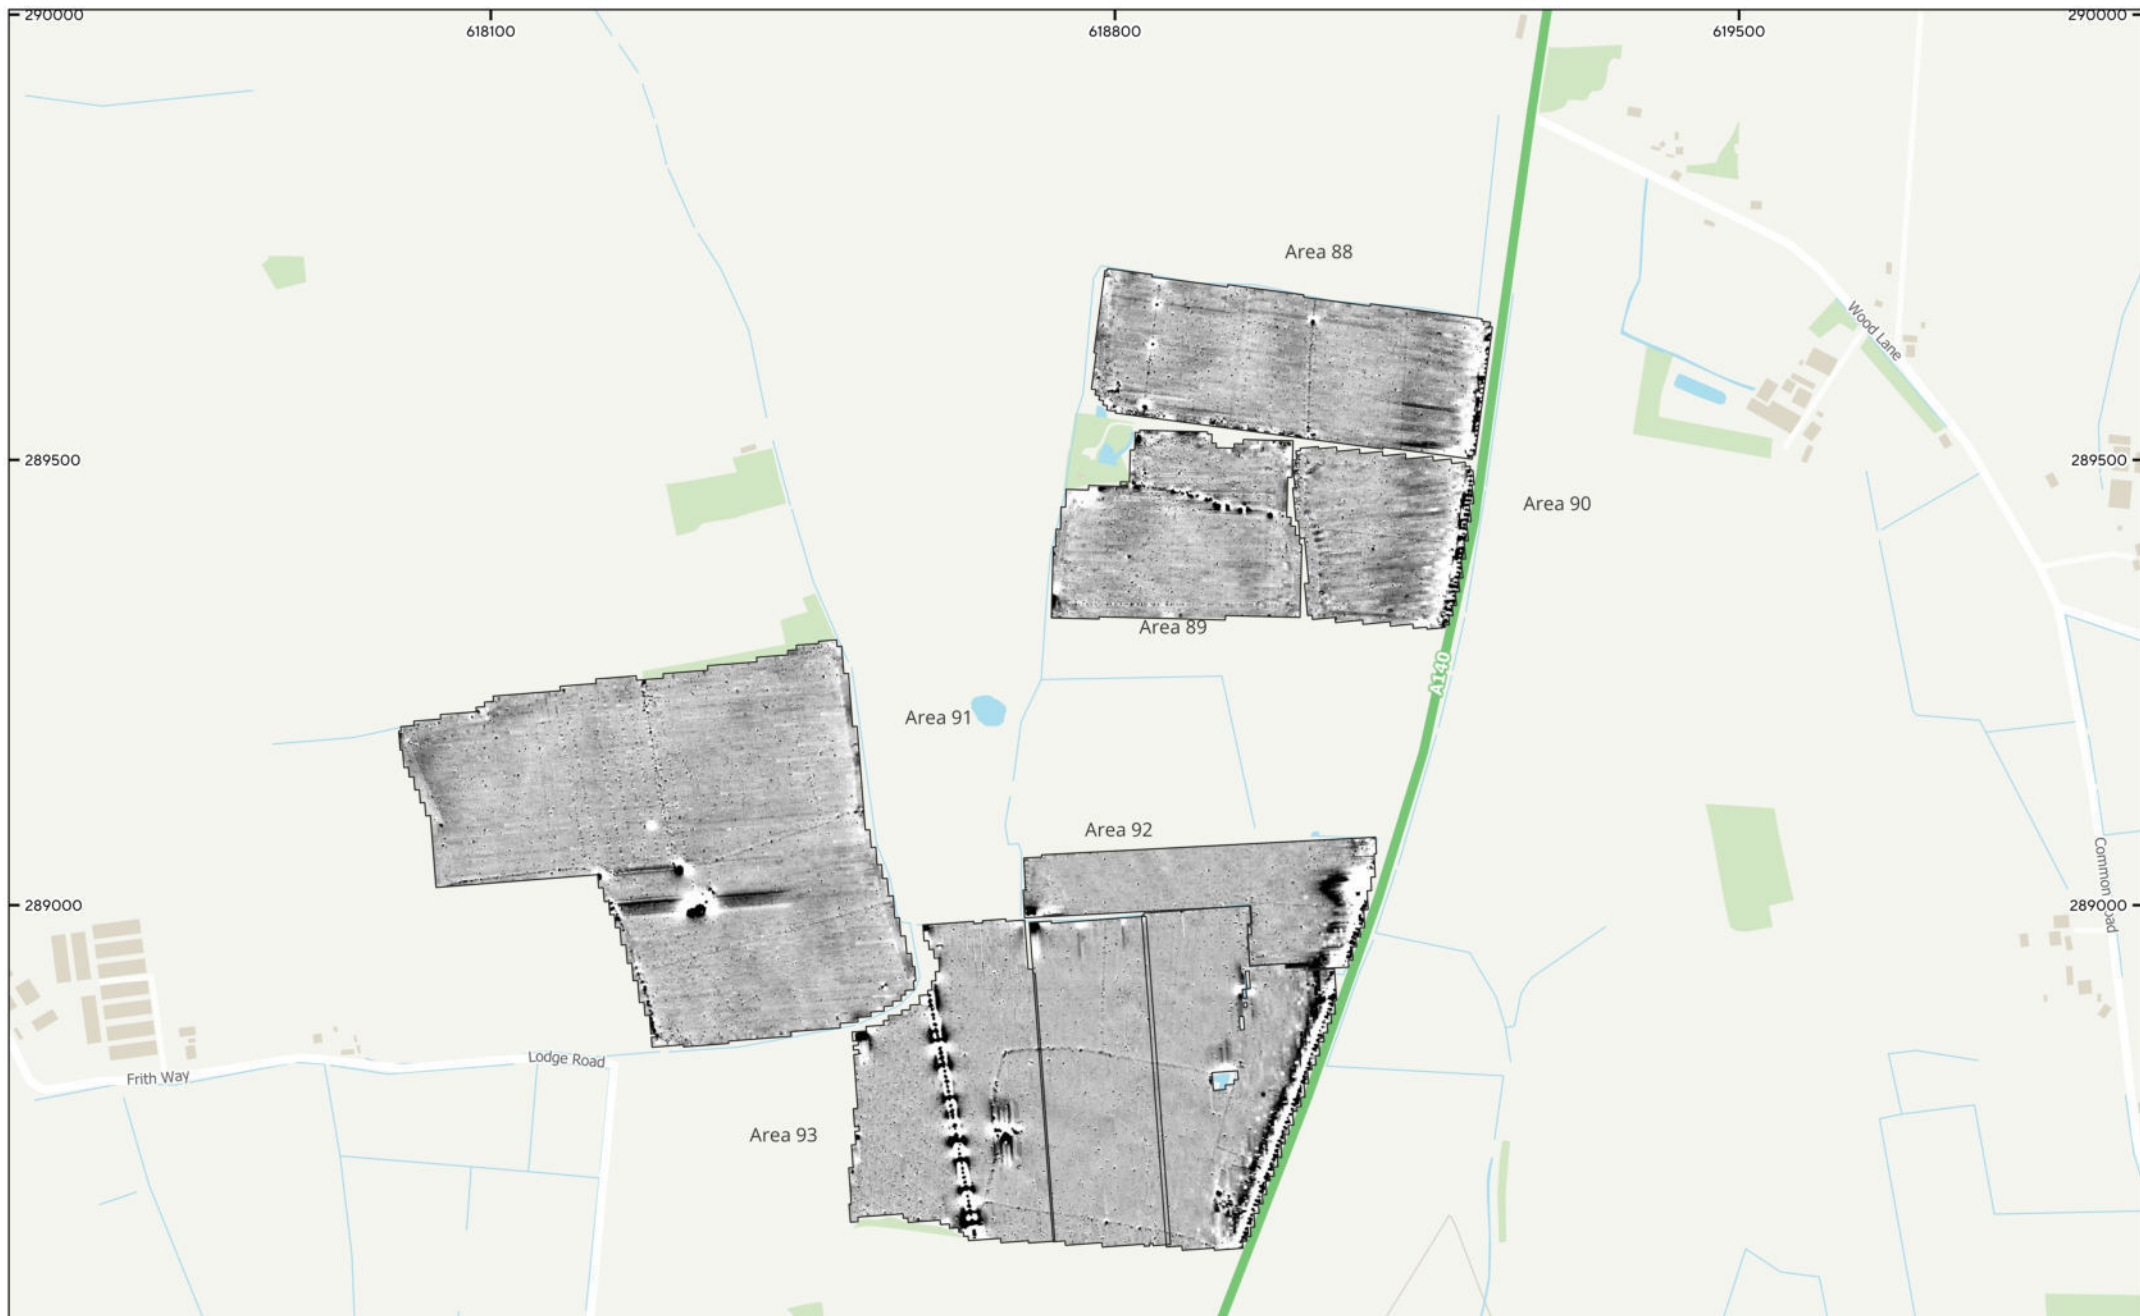 290000
618100
618800
619500
290000
Area 88
Wood Lane
289500
289500
Area 90
Area 89
A140
Area 91
Area 92
Common Road
289000
289000
Lodge Road
Frith Way
Area 93